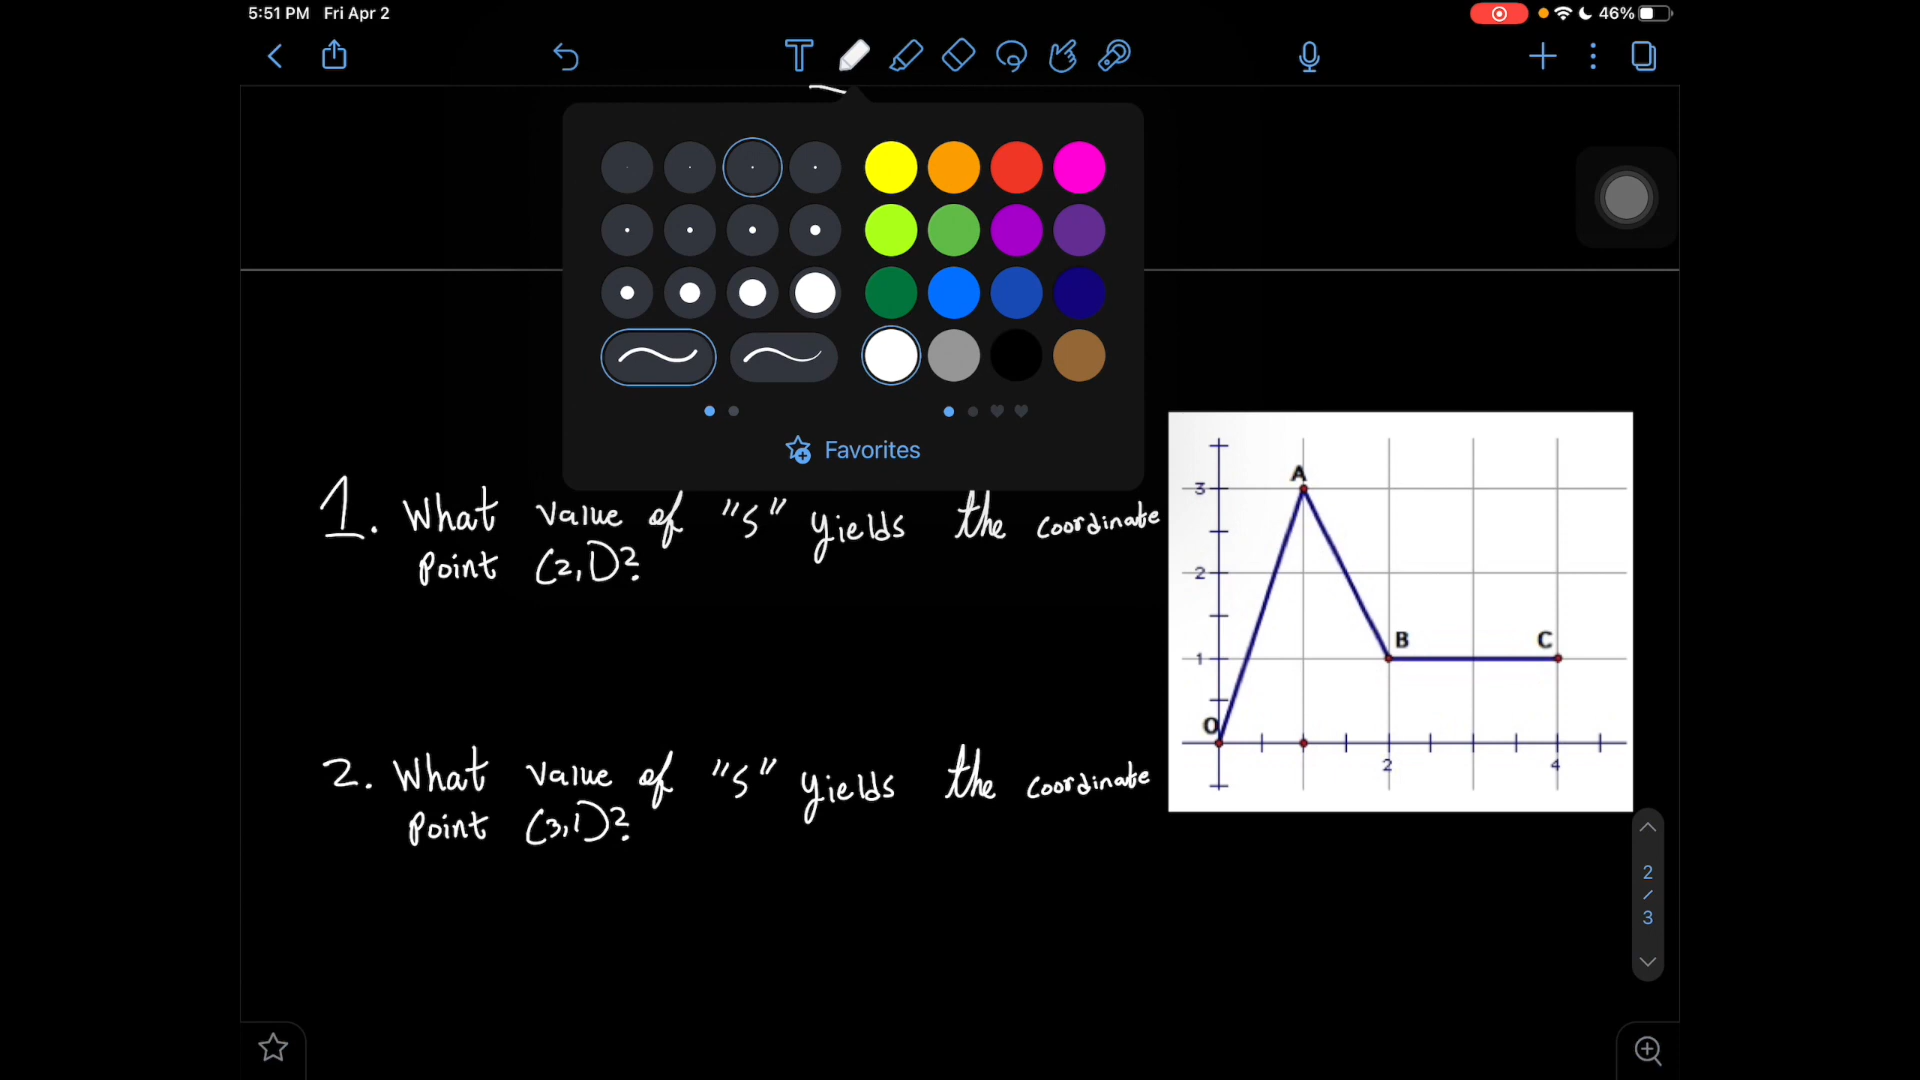 5:51 PM Fri Apr 2
46%
Favorites
1. What value of "s" yields the coordinate
point (2,1)?
2. What value of "s" yields the coordinate
point (3,1)?
A
3
2
B
C
1
O
2
4
2
/
3